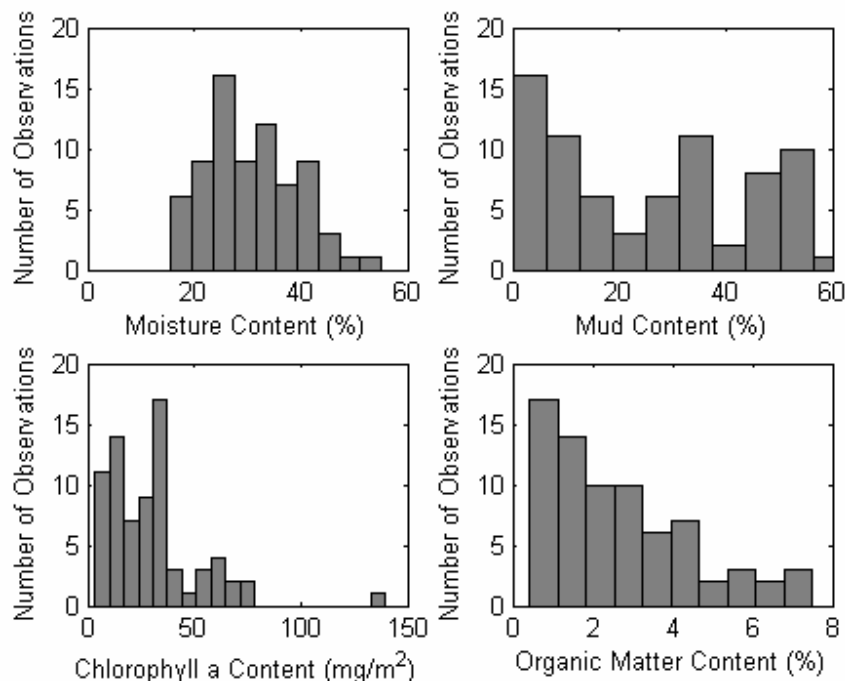 Number of Observations
20
15
10
5
0
0 20 40 60
Moisture Content (%)
Number of Observations
20
15
10
5
0
0 20 40 60
Mud Content (%)
Number of Observations
20
15
10
5
0
0 50 100 150
Chlorophyll a Content (mg/m²)
Number of Observations
20
15
10
5
0
0 2 4 6 8
Organic Matter Content (%)